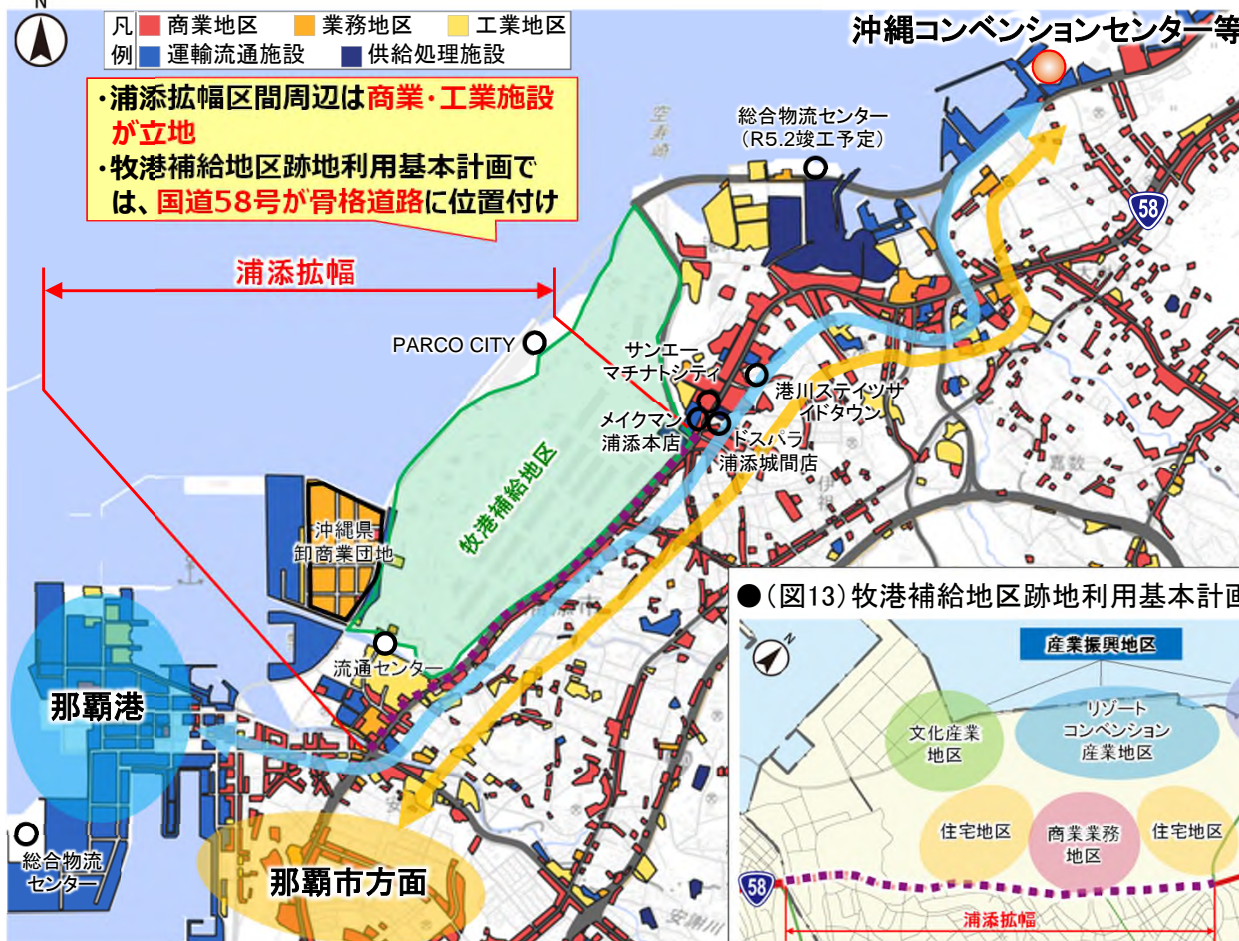 N
凡例
商業地区
業務地区
工業地区
運輸流通施設
供給処理施設
沖縄コンベンションセンター等
・浦添拡幅区間周辺は商業・工業施設
が立地
・牧港補給地区跡地利用基本計画で
は、国道58号が骨格道路に位置付け
空寿崎
総合物流センター
(R5.2竣工予定)
58
浦添拡幅
PARCO CITY
サンエー
マチナトシティ
港川ステイツサ
イドタウン
メイクマン
浦添本店
ドスパラ
浦添城間店
嘉数
伊祖
牧港補給地区
沖縄県
卸商業団地
流通センター
那覇港
那覇市方面
総合物流
センター
安謝川
●(図13)牧港補給地区跡地利用基本計画
N
産業振興地区
文化産業
地区
リゾート
コンベンション
産業地区
住宅地区
商業業務
地区
住宅地区
58
浦添拡幅